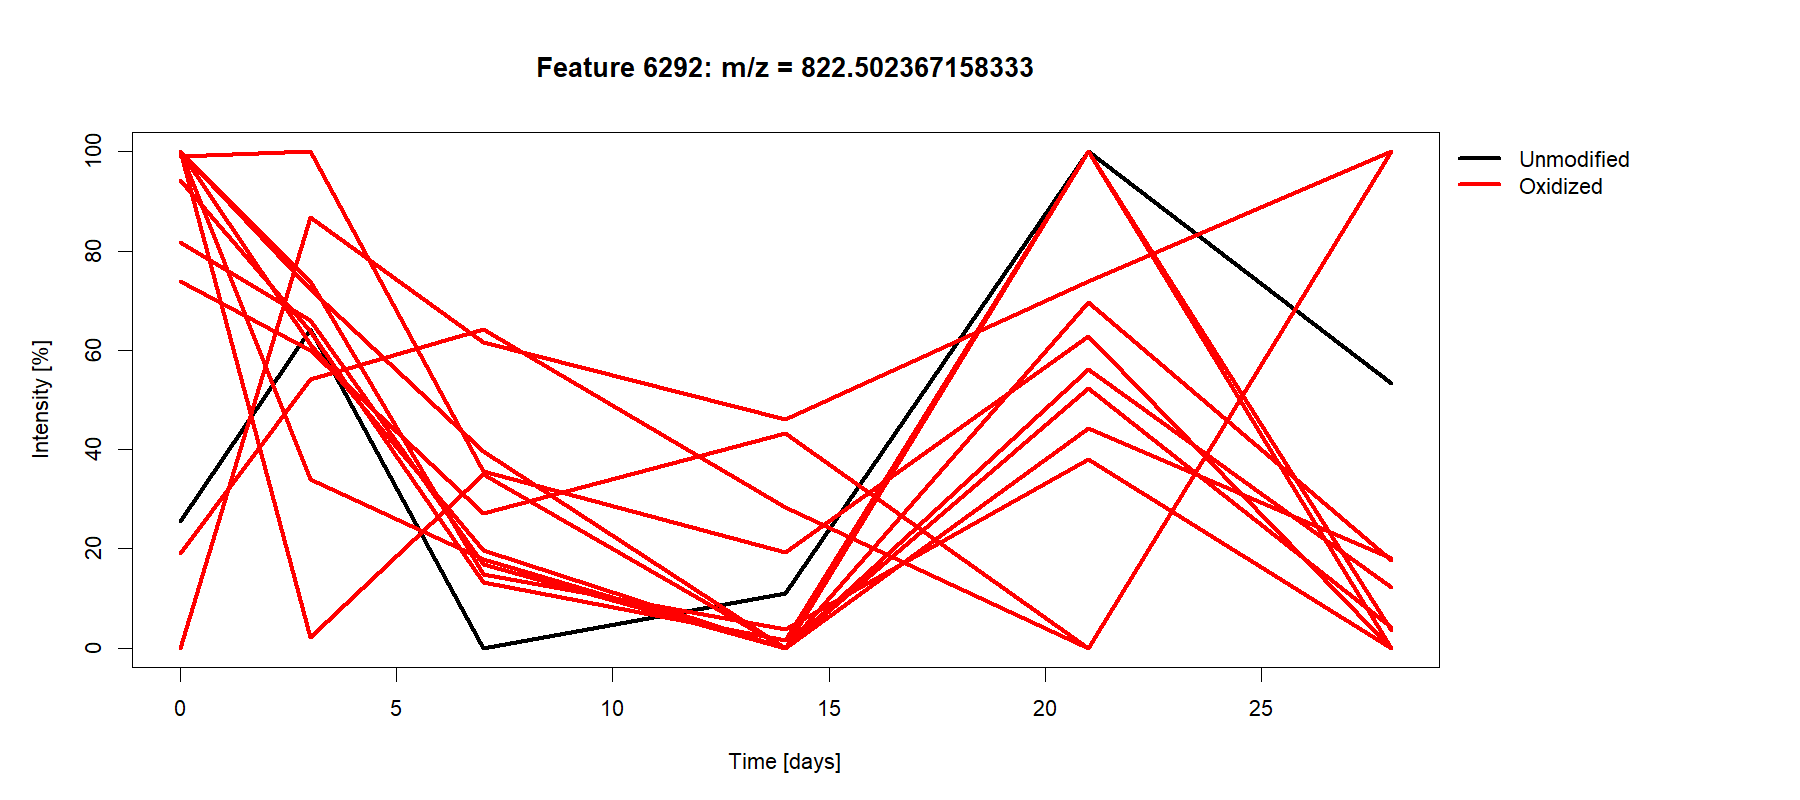 Feature 6292: m/z = 822.502367158333
Unmodified
Oxidized
Intensity [%]
100
80
60
40
20
0
0 5 10 15 20 25
Time [days]